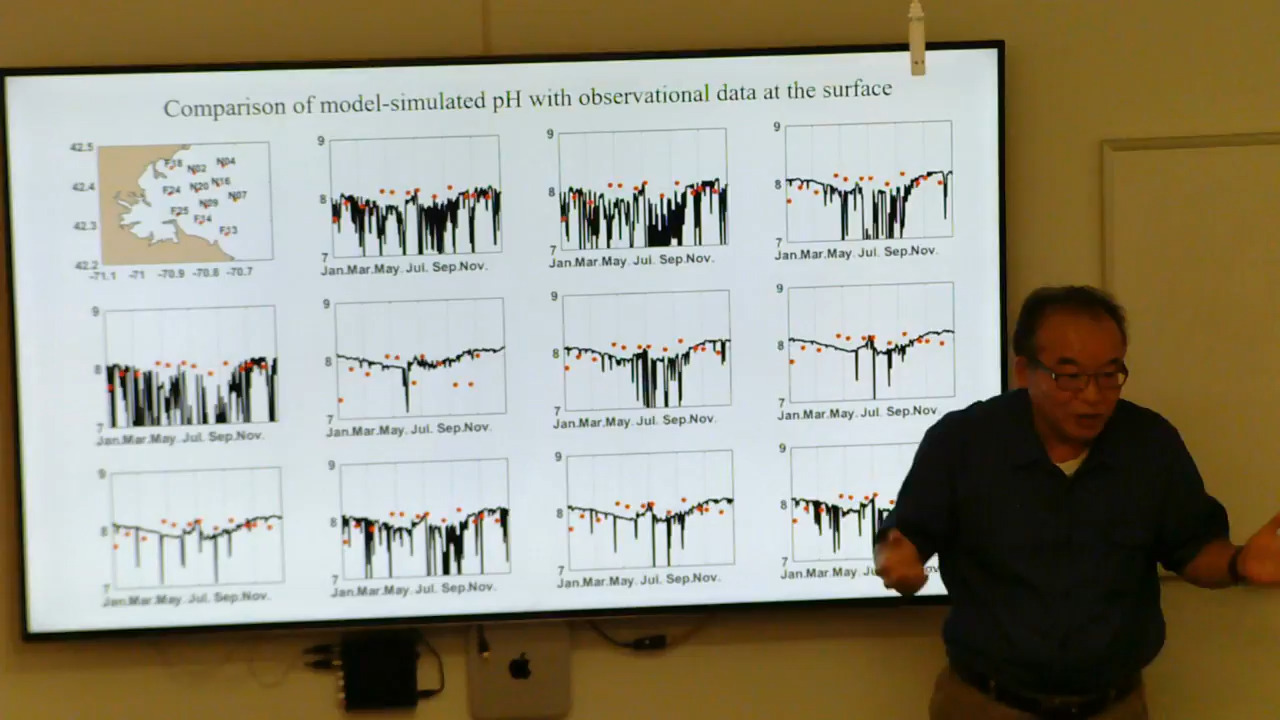 Comparison of model-simulated pH with observational data at the surface
42.5
42.4
42.3
42.2
-71.1 -71 -70.9 -70.8 -70.7
F18 N02 N04
F24 N20 N16
N07
F25 N09
F14
F13
9
8
7
Jan.Mar.May. Jul. Sep.Nov.
9
8
7
Jan.Mar.May. Jul. Sep.Nov.
9
8
7
Jan.Mar.May. Jul. Sep.Nov.
9
8
7
Jan.Mar.May. Jul. Sep.Nov.
9
8
7
Jan.Mar.May. Jul. Sep.Nov.
9
8
7
Jan.Mar.May. Jul. Sep.Nov.
9
8
7
Jan.Mar.May. Jul. Sep.Nov.
9
8
7
Jan.Mar.May. Jul. Sep.Nov.
9
8
7
Jan.Mar.May. Jul. Sep.Nov.
9
8
7
Jan.Mar.May. Jul. Sep.Nov.
9
8
7
Jan.Mar.May.